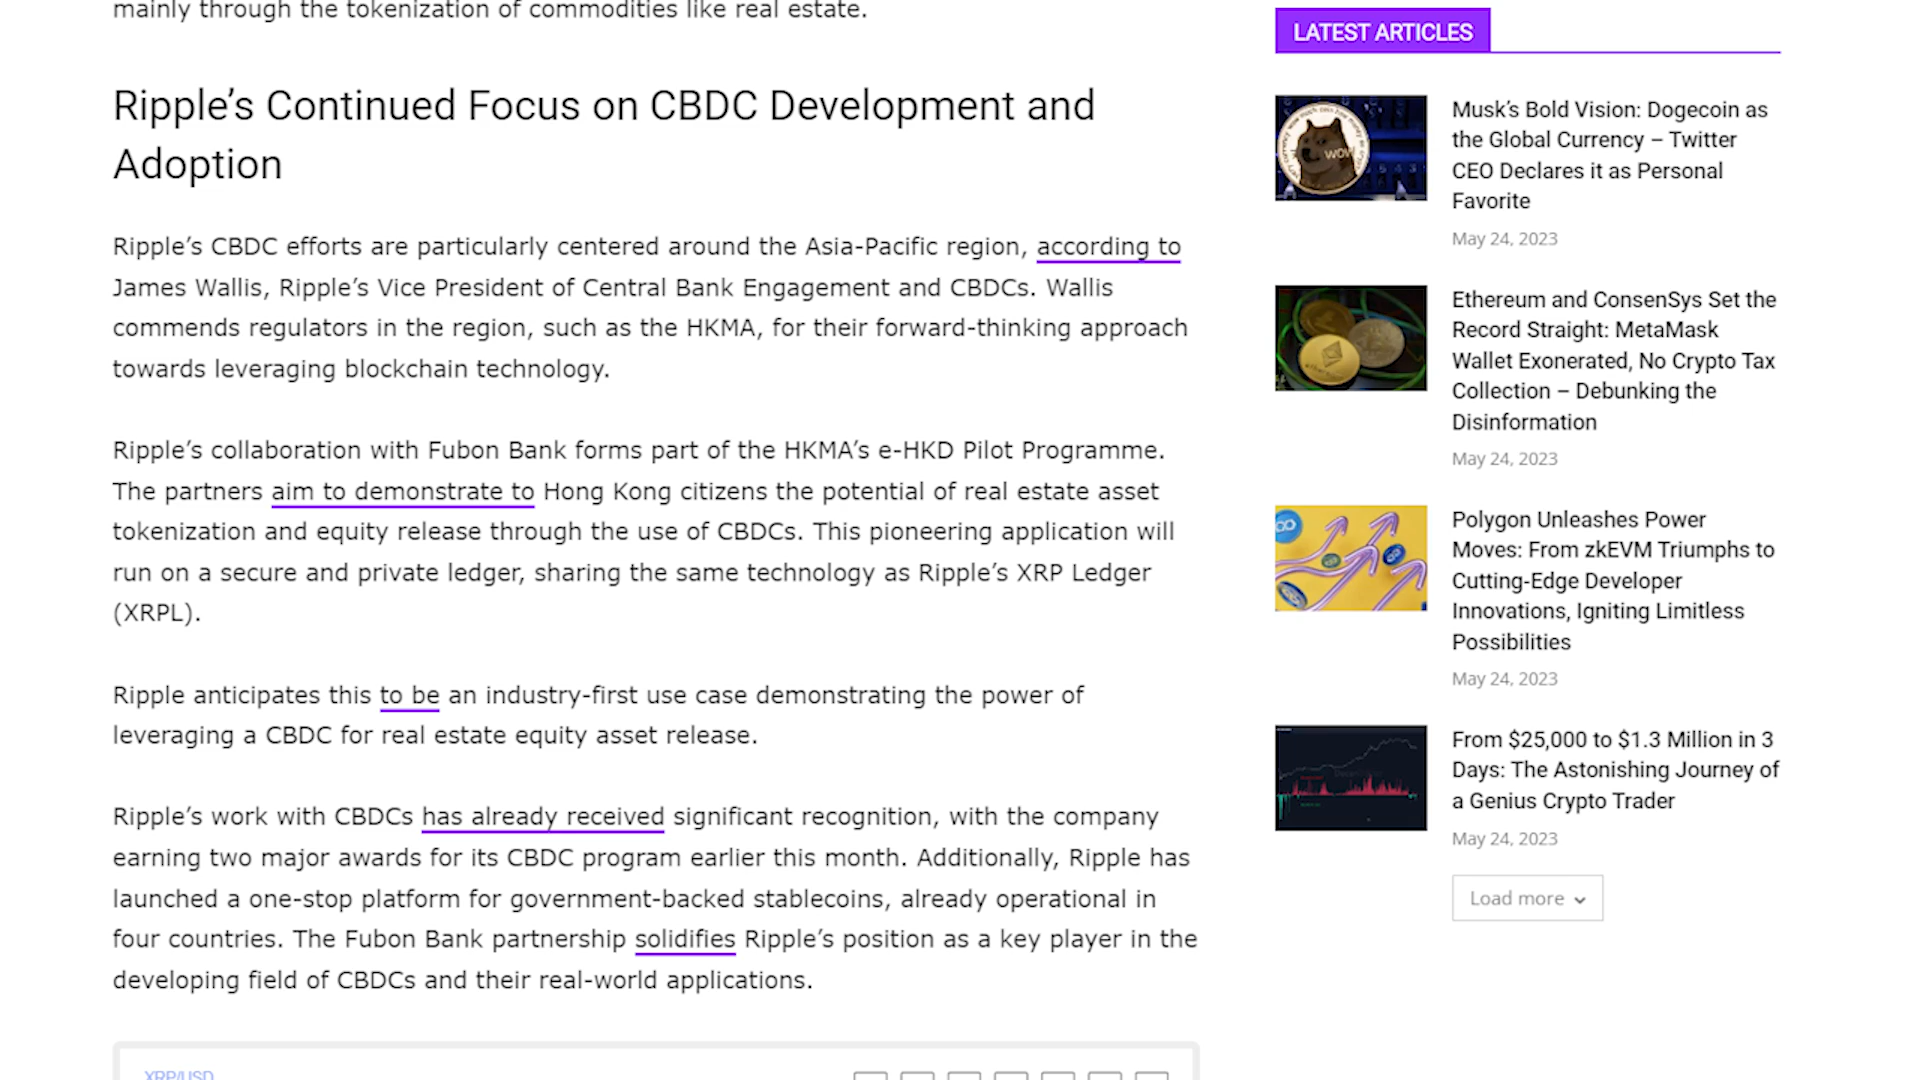 mainly through the tokenization of commodities like real estate.
Ripple’s Continued Focus on CBDC Development and
Adoption
Ripple’s CBDC efforts are particularly centered around the Asia-Pacific region, according to
James Wallis, Ripple’s Vice President of Central Bank Engagement and CBDCs. Wallis
commends regulators in the region, such as the HKMA, for their forward-thinking approach
towards leveraging blockchain technology.
Ripple’s collaboration with Fubon Bank forms part of the HKMA’s e-HKD Pilot Programme.
The partners aim to demonstrate to Hong Kong citizens the potential of real estate asset
tokenization and equity release through the use of CBDCs. This pioneering application will
run on a secure and private ledger, sharing the same technology as Ripple’s XRP Ledger
(XRPL).
Ripple anticipates this to be an industry-first use case demonstrating the power of
leveraging a CBDC for real estate equity asset release.
Ripple’s work with CBDCs has already received significant recognition, with the company
earning two major awards for its CBDC program earlier this month. Additionally, Ripple has
launched a one-stop platform for government-backed stablecoins, already operational in
four countries. The Fubon Bank partnership solidifies Ripple’s position as a key player in the
developing field of CBDCs and their real-world applications.
XRP/USD
LATEST ARTICLES
wow
Musk’s Bold Vision: Dogecoin as
the Global Currency – Twitter
CEO Declares it as Personal
Favorite
May 24, 2023
Ethereum and ConsenSys Set the
Record Straight: MetaMask
Wallet Exonerated, No Crypto Tax
Collection – Debunking the
Disinformation
May 24, 2023
Polygon Unleashes Power
Moves: From zkEVM Triumphs to
Cutting-Edge Developer
Innovations, Igniting Limitless
Possibilities
May 24, 2023
From $25,000 to $1.3 Million in 3
Days: The Astonishing Journey of
a Genius Crypto Trader
May 24, 2023
Load more